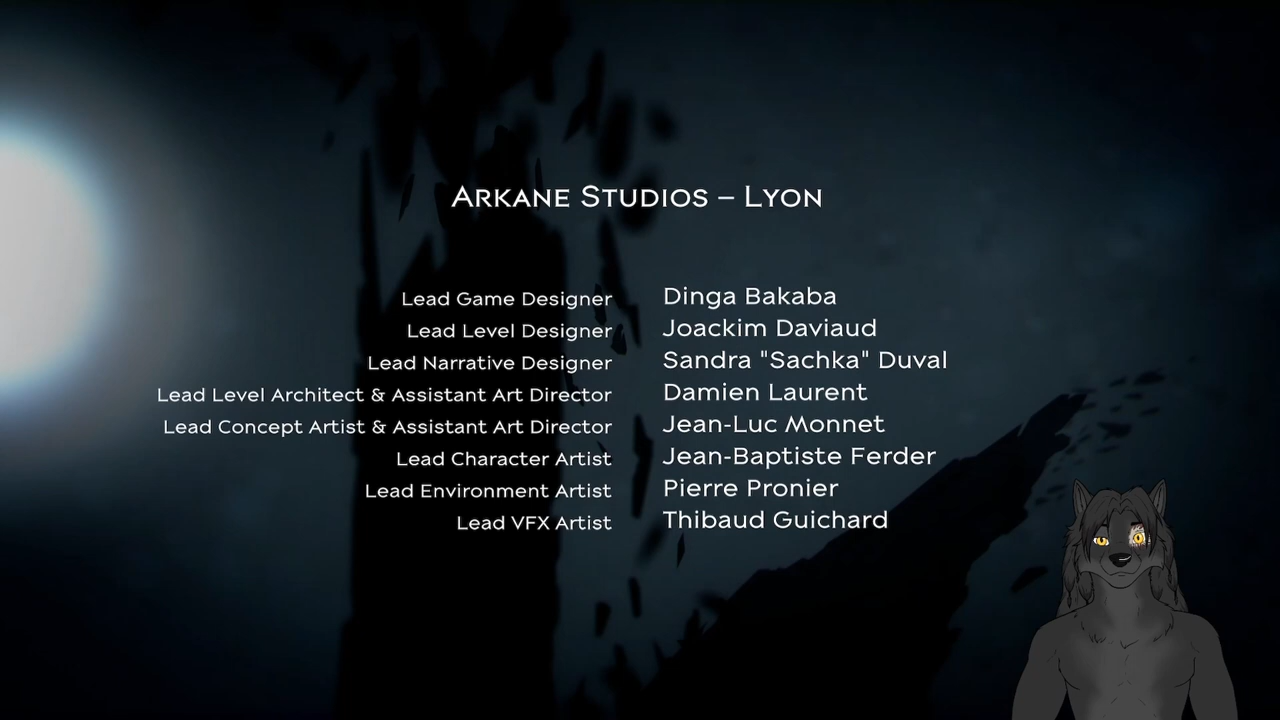 Arkane Studios – Lyon
Lead Game Designer Dinga Bakaba
Lead Level Designer Joackim Daviaud
Lead Narrative Designer Sandra "Sachka" Duval
Lead Level Architect & Assistant Art Director Damien Laurent
Lead Concept Artist & Assistant Art Director Jean-Luc Monnet
Lead Character Artist Jean-Baptiste Ferder
Lead Environment Artist Pierre Pronier
Lead VFX Artist Thibaud Guichard